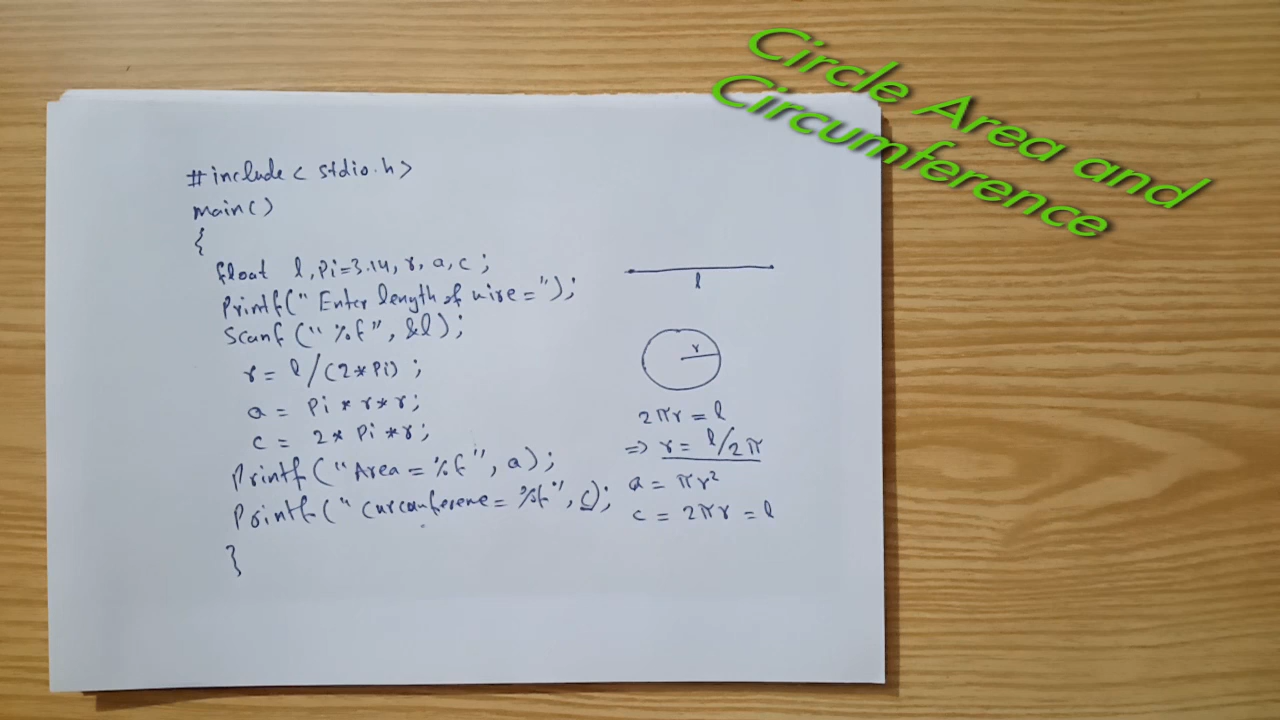 Circle Area and
Circumference
#include < stdio.h>
main()
{
float l, Pi=3.14, r, a, c ;
Printf(" Enter length of wire = ");
Scanf (" %f", &l);
r = l / (2 * Pi) ;
a = Pi * r * r;
c = 2 * Pi * r;
Printf ("Area = %f", a);
Printf (" Curcumference = %f", c);
}
l
r
2πr = l
=> r = l/2π
a = πr²
c = 2πr = l